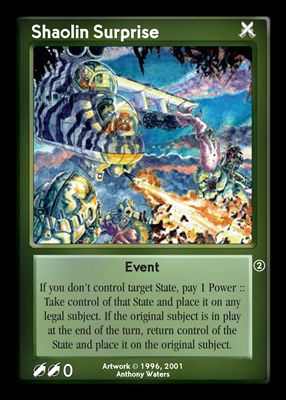 Shaolin Surprise
Event
2
If you don't control target State, pay 1 Power ::
Take control of that State and place it on any
legal subject. If the original subject is in play
at the end of the turn, return control of the
State and place it on the original subject.
0
Artwork © 1996, 2001
Anthony Waters